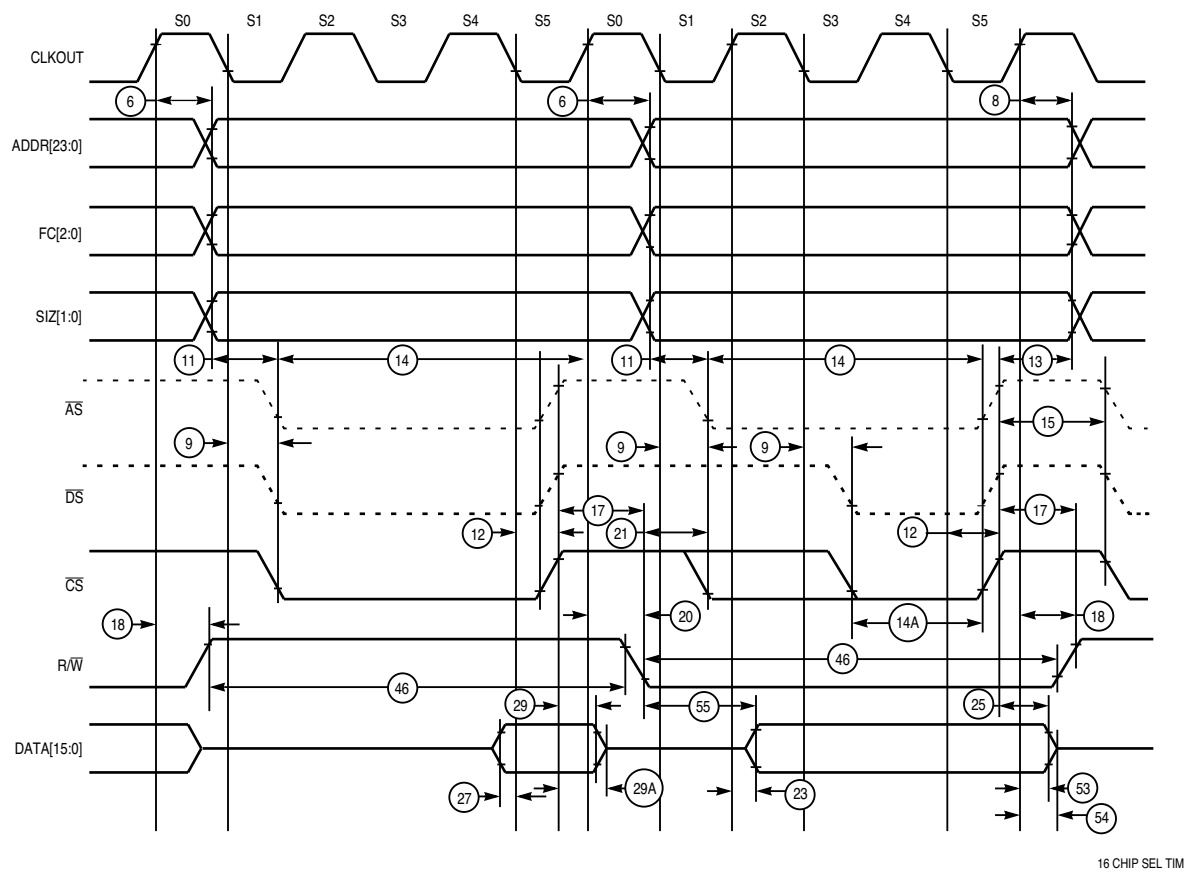 S0 S1 S2 S3 S4 S5 S0 S1 S2 S3 S4 S5
CLKOUT
6 6 8
ADDR[23:0]
FC[2:0]
SIZ[1:0]
11 14 11 14 13
AS
15
9 9 9
DS
17 17
12 21 12
CS
18 20 14A 18
R/W
46
46
29 55 25
DATA[15:0]
27 29A 23 53
54
16 CHIP SEL TIM